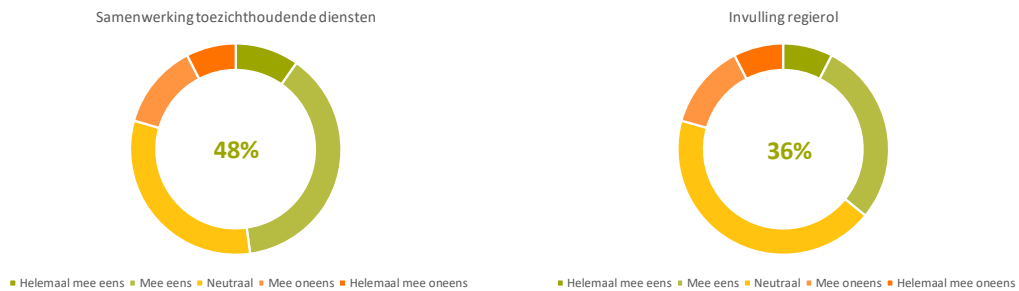 Samenwerking toezichthoudende diensten
48%
Helemaal mee eens Mee eens Neutraal Mee oneens Helemaal mee oneens
Invulling regierol
36%
Helemaal mee eens Mee eens Neutraal Mee oneens Helemaal mee oneens